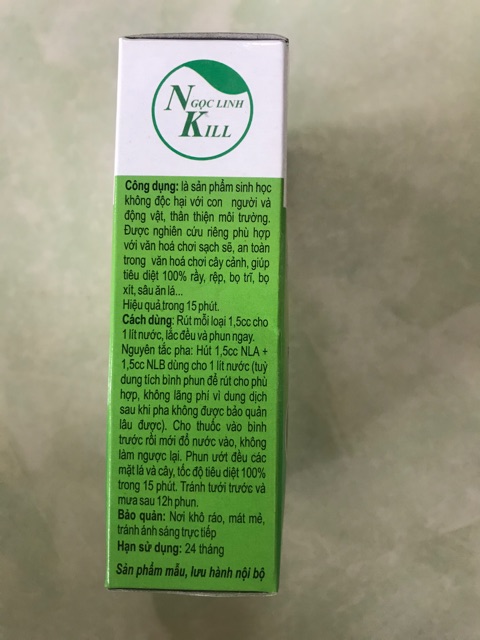 NGỌC LINH
KILL
Công dụng: là sản phẩm sinh học
không độc hại với con người và
động vật, thân thiện môi trường.
Được nghiên cứu riêng phù hợp
với văn hoá chơi sạch sẽ, an toàn
trong văn hoá chơi cây cảnh, giúp
tiêu diệt 100% rầy, rệp, bọ trĩ, bọ
xít, sâu ăn lá...
Hiệu quả trong 15 phút.
Cách dùng: Rút mỗi loại 1,5cc cho
1 lít nước, lắc đều và phun ngay.
Nguyên tắc pha: Hút 1,5cc NLA +
1,5cc NLB dùng cho 1 lít nước (tuỳ
dung tích bình phun để rút cho phù
hợp, không lãng phí vì dung dịch
sau khi pha không được bảo quản
lâu được). Cho thuốc vào bình
trước rồi mới đổ nước vào, không
làm ngược lại. Phun ướt đều các
mặt lá và cây, tốc độ tiêu diệt 100%
trong 15 phút. Tránh tưới trước và
mưa sau 12h phun.
Bảo quản: Nơi khô ráo, mát mẻ,
tránh ánh sáng trực tiếp
Hạn sử dụng: 24 tháng
Sản phẩm mẫu, lưu hành nội bộ